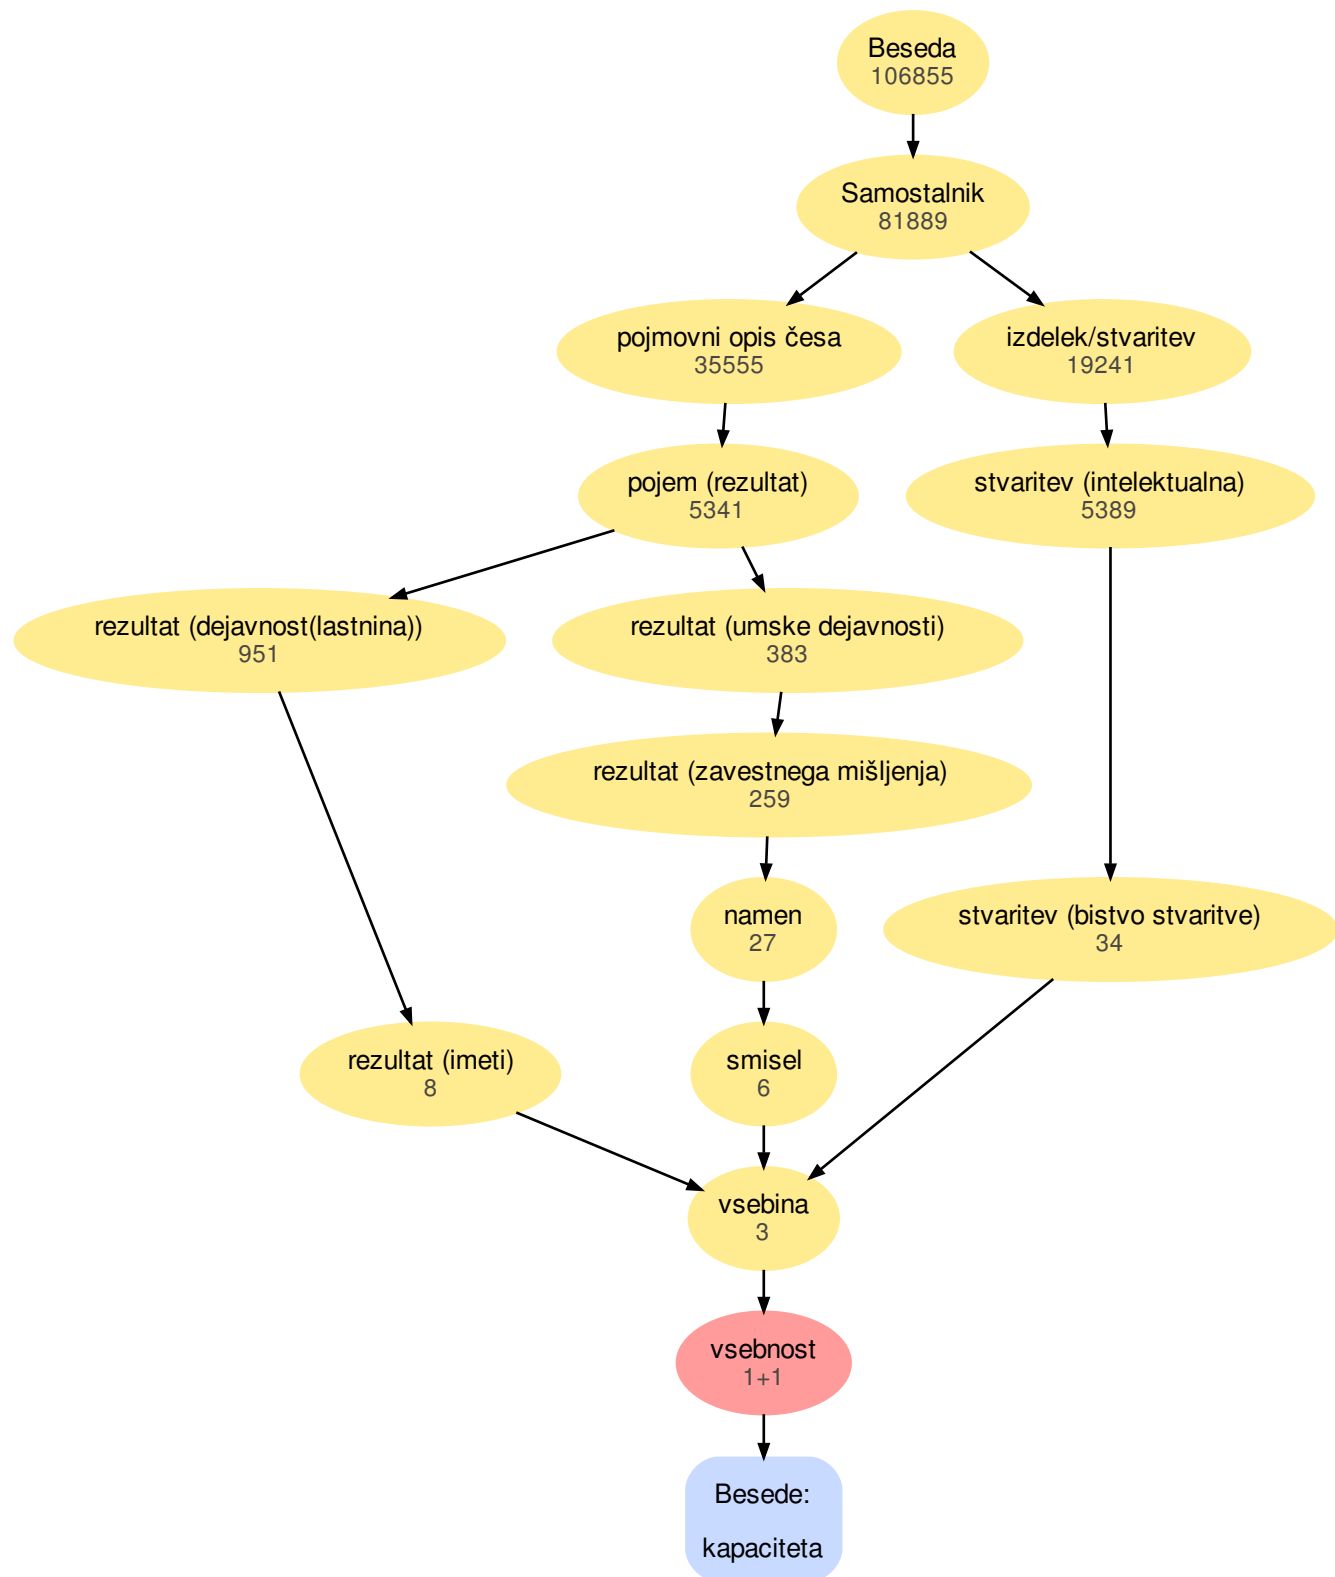 Beseda
106855
Samostalnik
81889
pojmovni opis česa
35555
izdelek/stvaritev
19241
pojem (rezultat)
5341
stvaritev (intelektualna)
5389
rezultat (dejavnost(lastnina))
951
rezultat (umske dejavnosti)
383
rezultat (zavestnega mišljenja)
259
namen
27
stvaritev (bistvo stvaritve)
34
rezultat (imeti)
8
smisel
6
vsebina
3
vsebnost
1+1
Besede:
kapaciteta